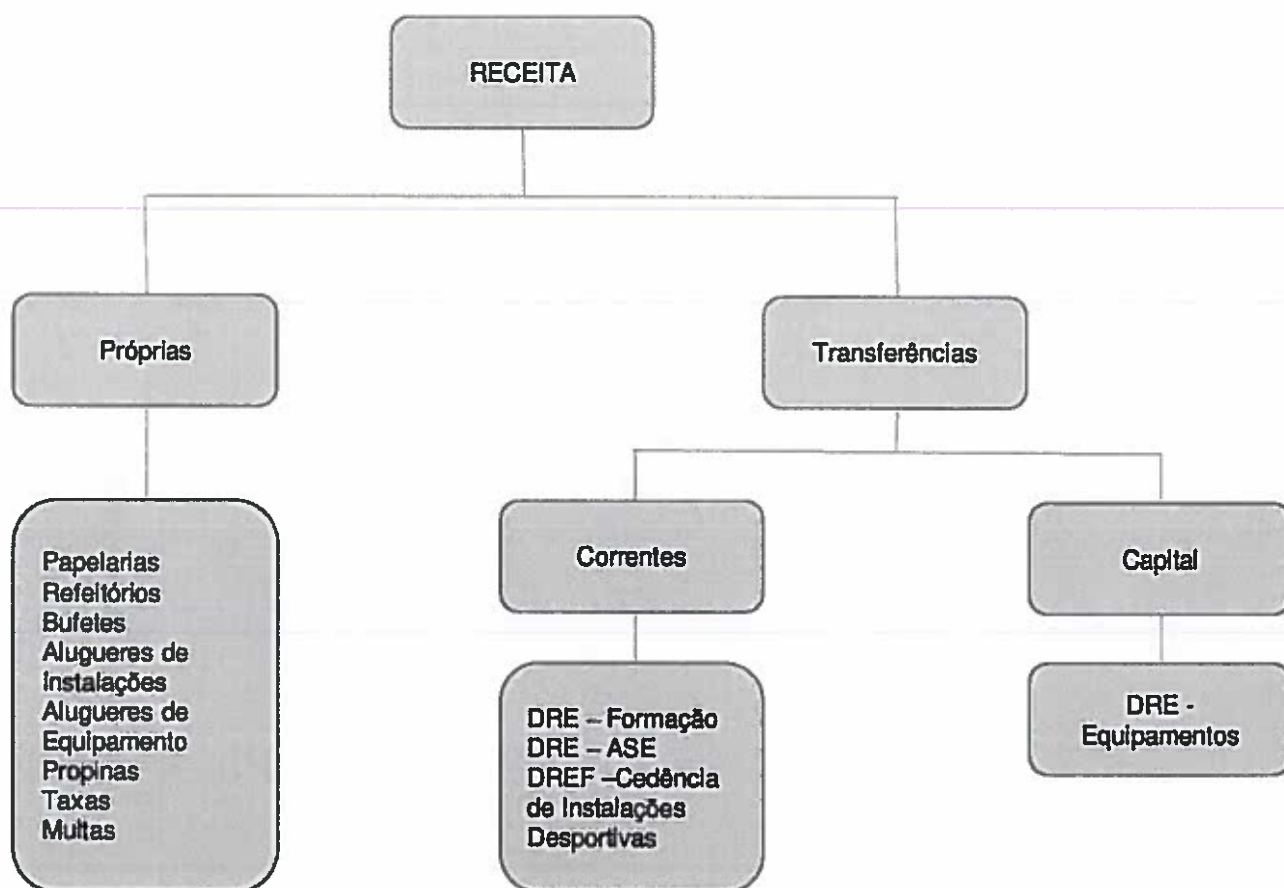 RECEITA
Próprias
Transferências
Papelarias
Refeitórios
Bufetes
Alugueres de
Instalações
Alugueres de
Equipamento
Propinas
Taxas
Multas
Correntes
DRE – Formação
DRE – ASE
DREF –Cedência
de Instalações
Desportivas
Capital
DRE -
Equipamentos